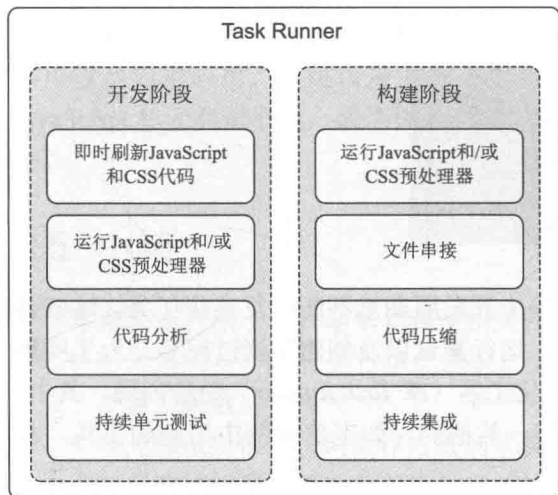 Task Runner
开发阶段
即时刷新JavaScript
和CSS代码
运行JavaScript和/或
CSS预处理器
代码分析
持续单元测试
构建阶段
运行JavaScript和/或
CSS预处理器
文件串接
代码压缩
持续集成